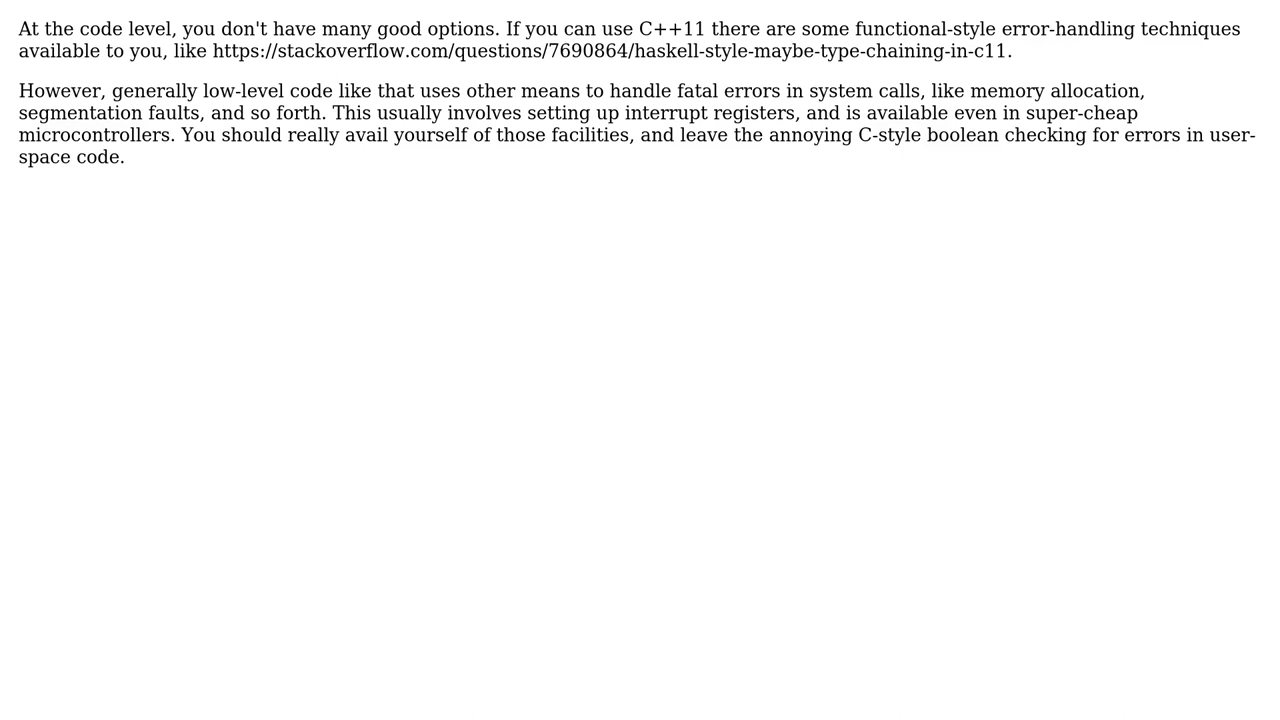 At the code level, you don't have many good options. If you can use C++11 there are some functional-style error-handling techniques
available to you, like https://stackoverflow.com/questions/7690864/haskell-style-maybe-type-chaining-in-c11.
However, generally low-level code like that uses other means to handle fatal errors in system calls, like memory allocation,
segmentation faults, and so forth. This usually involves setting up interrupt registers, and is available even in super-cheap
microcontrollers. You should really avail yourself of those facilities, and leave the annoying C-style boolean checking for errors in user-
space code.